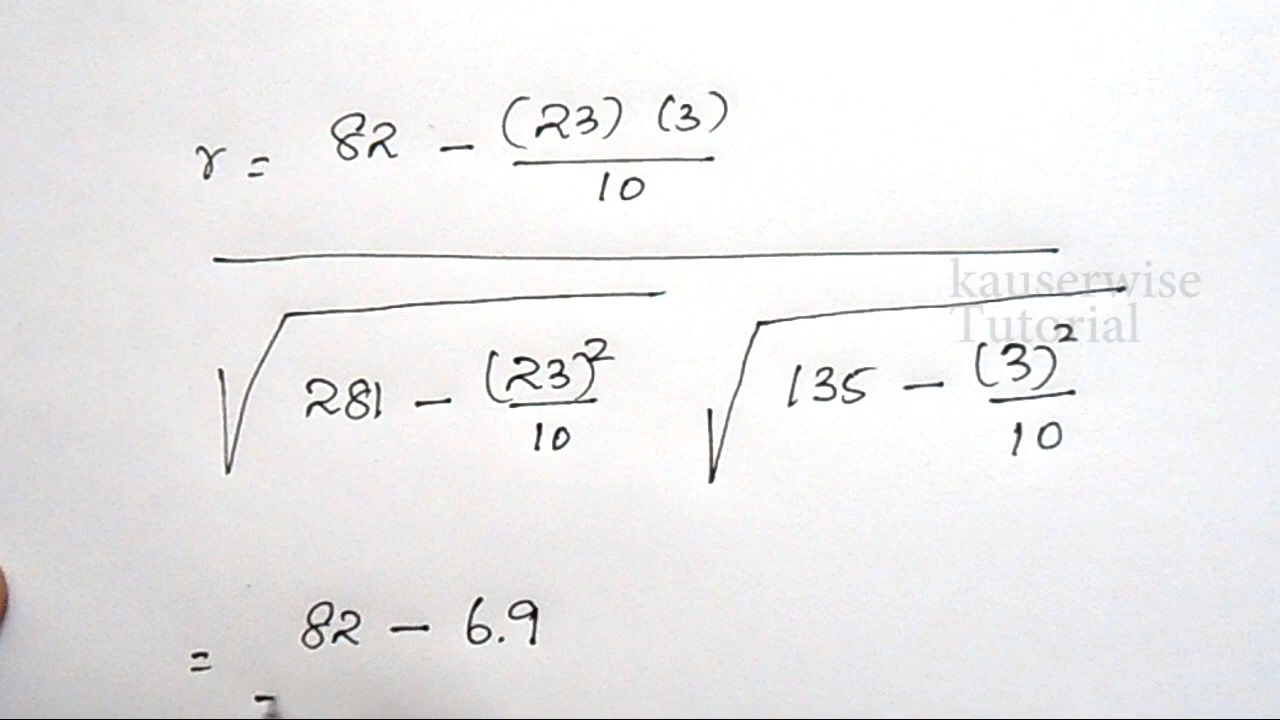 r = 82 - (23) (3)
10
kauserwise
Tutorial
√281 - (23)²/10 √135 - (3)²/10
= 82 - 6.9